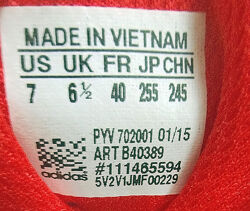 MADE IN VIETNAM
US UK FR JP CHN
7 6½ 40 255 245
PYV 702001 01/15
ART B40389
#111465594
adidas 5V2V1JMF00229